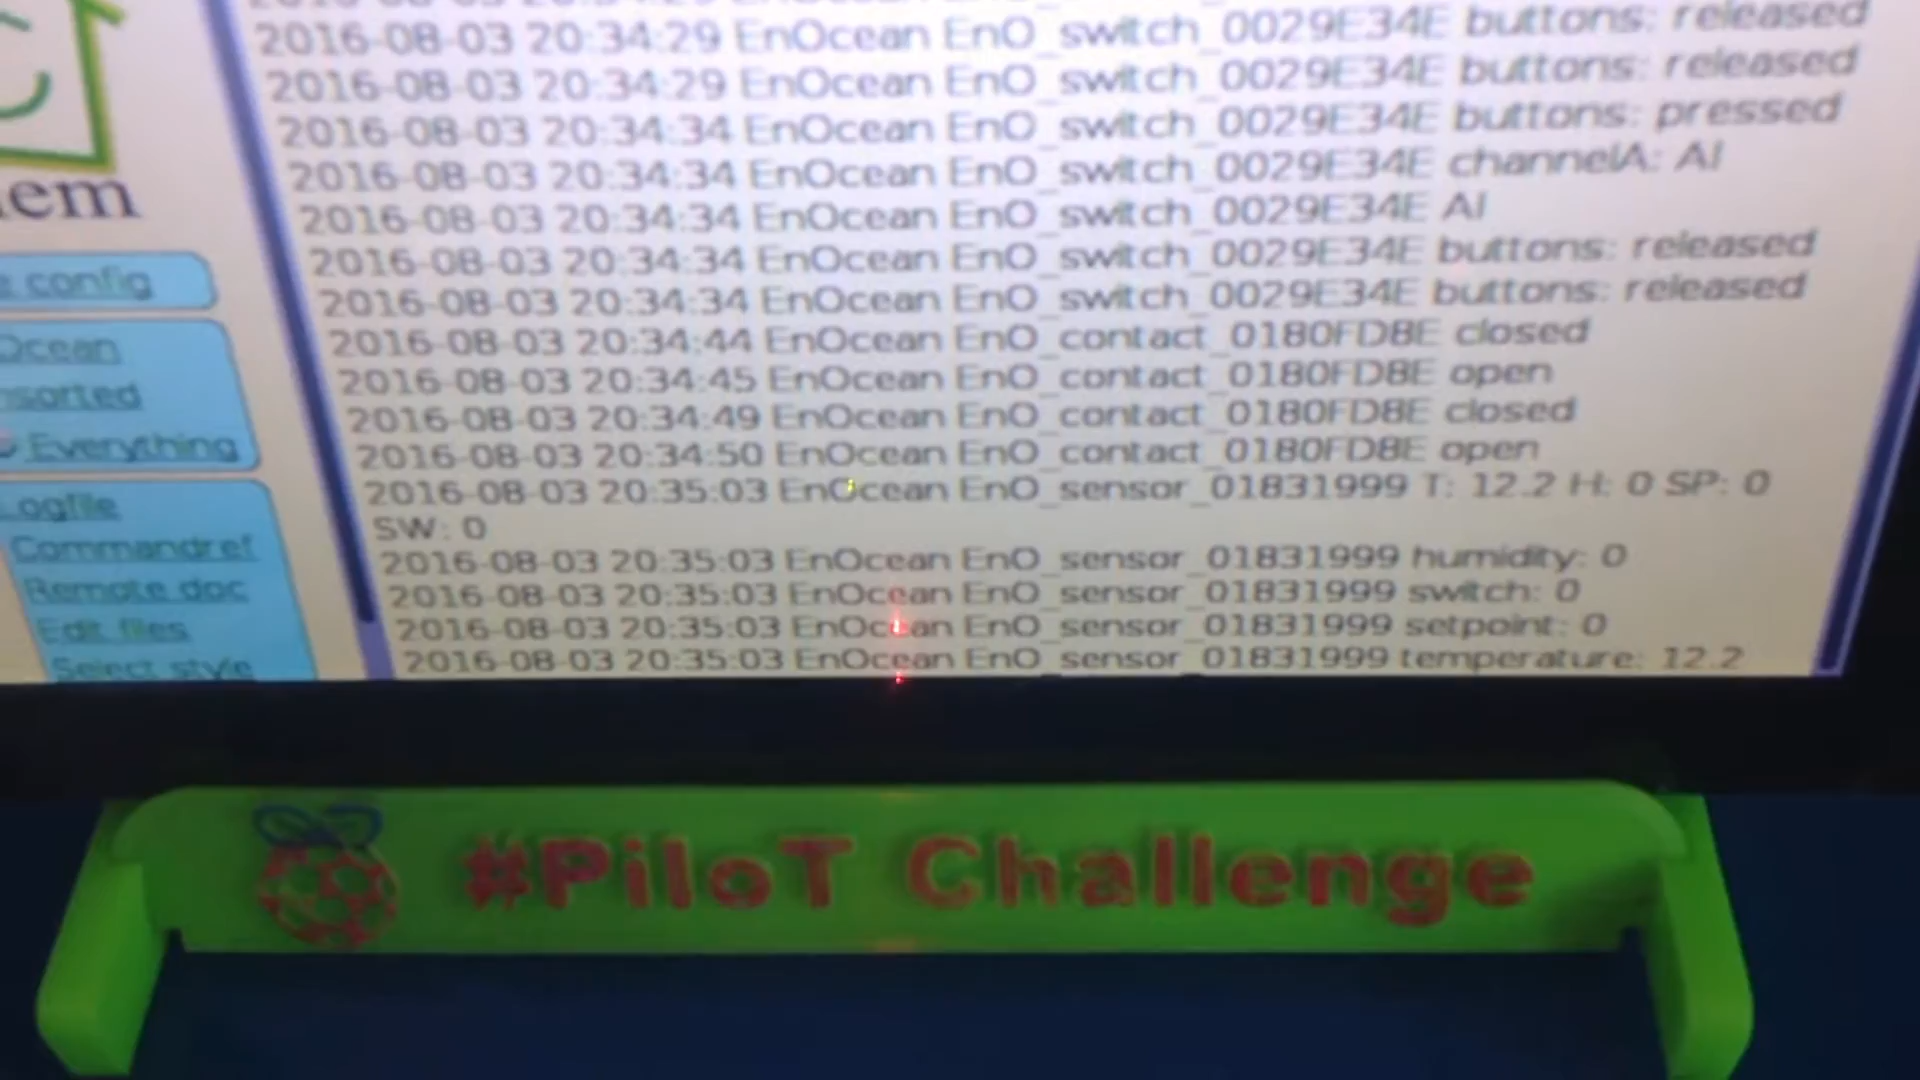 2016-08-03 20:34:29 EnOcean EnO_switch_0029E34E buttons: released
2016-08-03 20:34:29 EnOcean EnO_switch_0029E34E buttons: released
2016-08-03 20:34:34 EnOcean EnO_switch_0029E34E buttons: pressed
2016-08-03 20:34:34 EnOcean EnO_switch_0029E34E channelA: AI
2016-08-03 20:34:34 EnOcean EnO_switch_0029E34E AI
2016-08-03 20:34:34 EnOcean EnO_switch_0029E34E buttons: released
2016-08-03 20:34:34 EnOcean EnO_switch_0029E34E buttons: released
2016-08-03 20:34:44 EnOcean EnO_contact_0180FD8E closed
2016-08-03 20:34:45 EnOcean EnO_contact_0180FD8E open
2016-08-03 20:34:49 EnOcean EnO_contact_0180FD8E closed
2016-08-03 20:34:50 EnOcean EnO_contact_0180FD8E open
2016-08-03 20:35:03 EnOcean EnO_sensor_01831999 T: 12.2 H: 0 SP: 0
SW: 0
2016-08-03 20:35:03 EnOcean EnO_sensor_01831999 humidity: 0
2016-08-03 20:35:03 EnOcean EnO_sensor_01831999 switch: 0
2016-08-03 20:35:03 EnOcean EnO_sensor_01831999 setpoint: 0
2016-08-03 20:35:03 EnOcean EnO_sensor_01831999 temperature: 12.2
em
config
Ocean
nsorted
Everything
Logfile
Commandref
Remote doc
Edit files
Select style
#PiIoT Challenge